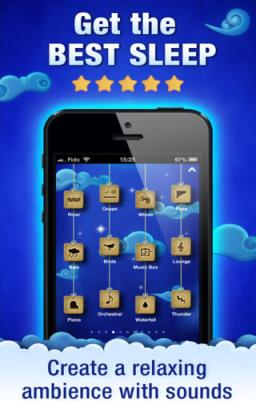 Get the
BEST SLEEP
Fido 15:25 67%
River Ocean Winds Flute
Rain Birds Music Box Lounge
Piano Orchestral Waterfall Thunder
Create a relaxing
ambience with sounds